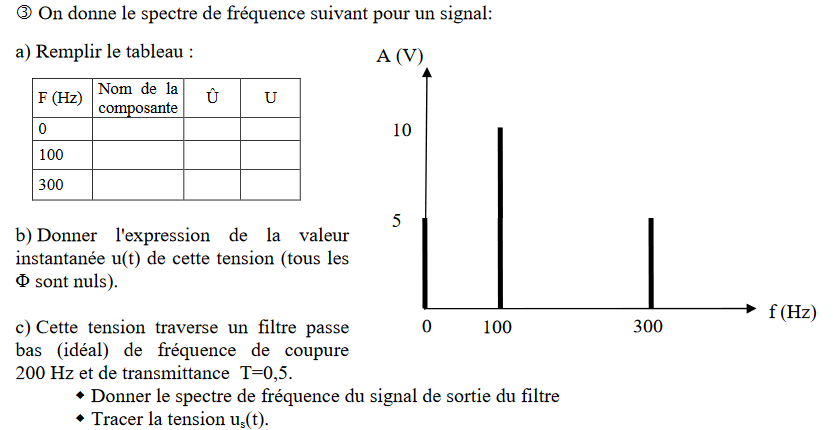 ③ On donne le spectre de fréquence suivant pour un signal:
a) Remplir le tableau :
F (Hz) Nom de la composante Û U
0
100
300
b) Donner l'expression de la valeur
instantanée u(t) de cette tension (tous les
Φ sont nuls).
c) Cette tension traverse un filtre passe
bas (idéal) de fréquence de coupure
200 Hz et de transmittance T=0,5.
◆ Donner le spectre de fréquence du signal de sortie du filtre
◆ Tracer la tension us(t).
A (V)
10
5
0 100 300 f (Hz)